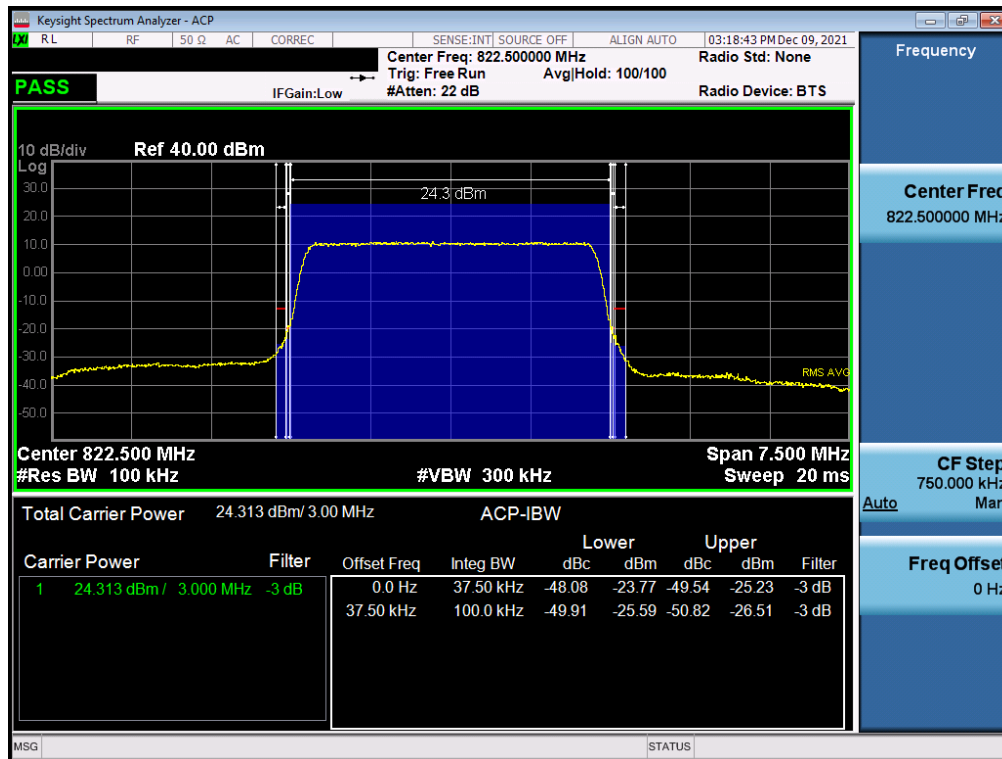 Keysight Spectrum Analyzer - ACP
LXI RL RF 50 Ω AC CORREC SENSE:INT SOURCE OFF ALIGN AUTO 03:18:43 PM Dec 09, 2021
Center Freq: 822.500000 MHz Radio Std: None
Trig: Free Run Avg|Hold: 100/100
PASS IFGain:Low #Atten: 22 dB Radio Device: BTS
10 dB/div Ref 40.00 dBm
Log
30.0
24.3 dBm
20.0
10.0
0.00
-10.0
-20.0
-30.0
RMS AVG
-40.0
-50.0
Center 822.500 MHz Span 7.500 MHz
#Res BW 100 kHz #VBW 300 kHz Sweep 20 ms
Total Carrier Power 24.313 dBm/ 3.00 MHz ACP-IBW
Lower Upper
Carrier Power Filter Offset Freq Integ BW dBc dBm dBc dBm Filter
1 24.313 dBm / 3.000 MHz -3 dB 0.0 Hz 37.50 kHz -48.08 -23.77 -49.54 -25.23 -3 dB
37.50 kHz 100.0 kHz -49.91 -25.59 -50.82 -26.51 -3 dB
MSG STATUS
Frequency
Center Freq
822.500000 MHz
CF Step
750.000 kHz
Auto Man
Freq Offset
0 Hz